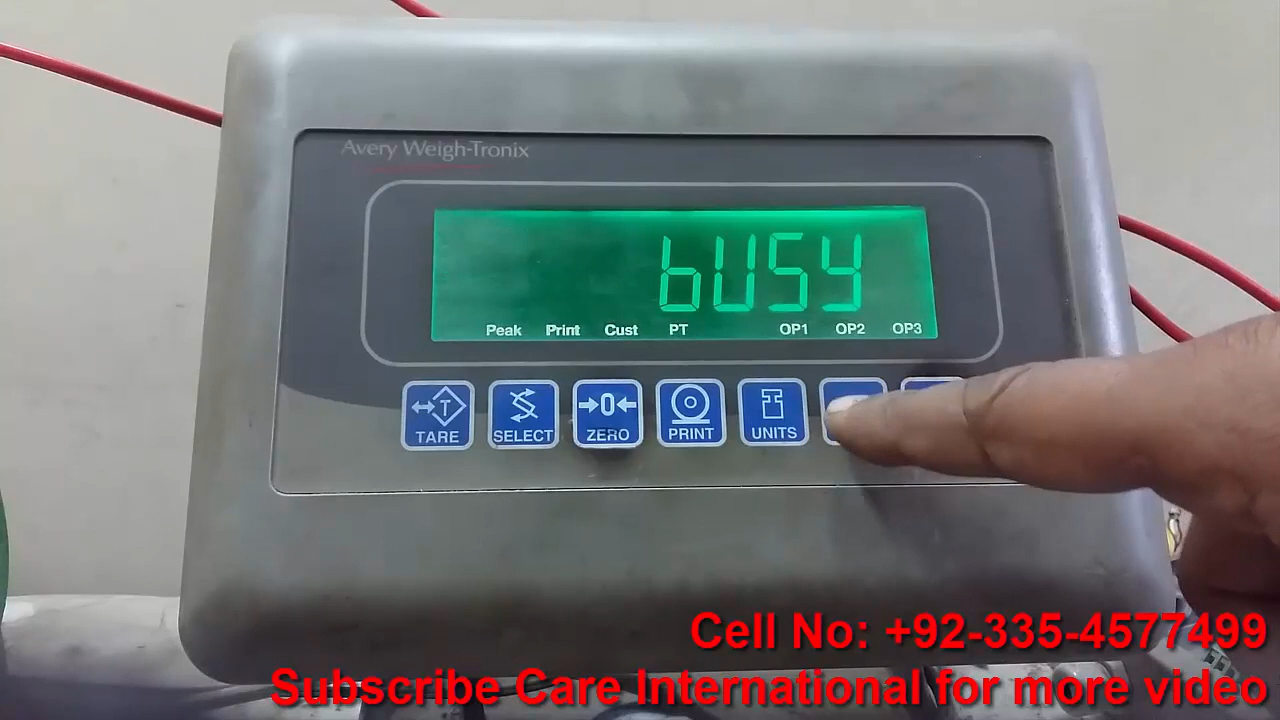 Avery Weigh-Tronix
bUSY
Peak Print Cust PT OP1 OP2 OP3
TARE SELECT ZERO PRINT UNITS
Cell No: +92-335-4577499
Subscribe Care International for more video